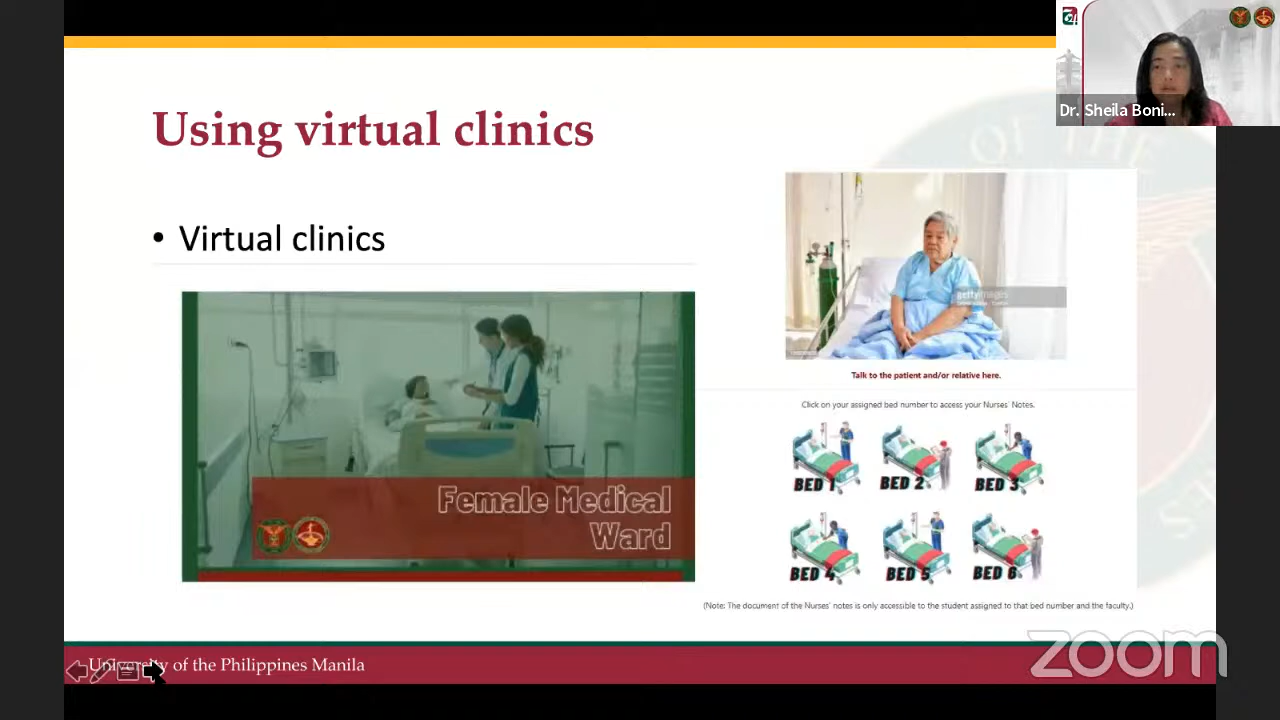 Dr. Sheila Boni...
Using virtual clinics
• Virtual clinics
Female Medical
Ward
gettyimages
Talk to the patient and/or relative here.
Click on your assigned bed number to access your Nurses' Notes.
BED 1
BED 2
BED 3
BED 4
BED 5
BED 6
(Note: The document of the Nurses' notes is only accessible to the student assigned to that bed number and the faculty.)
University of the Philippines Manila
zoom
OF THE